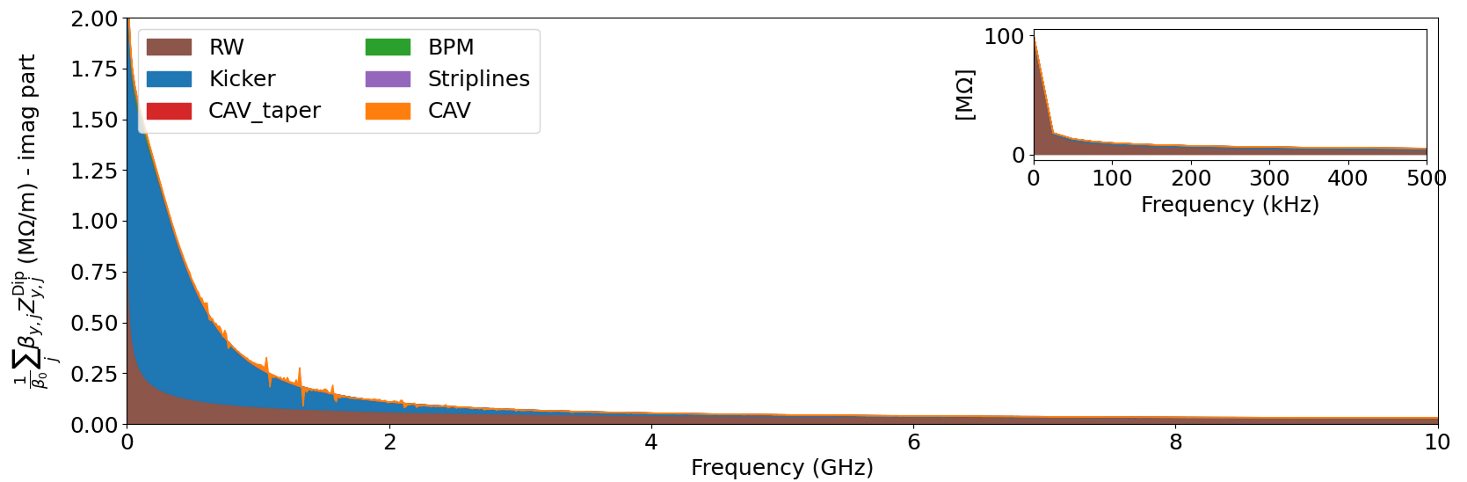 2.00
1.75
1.50
1.25
1.00
0.75
0.50
0.25
0.00
$\frac{1}{\beta_0}\sum_j \beta_{y,j} Z_{y,j}^{\mathrm{Dip}}$ (MΩ/m) - imag part
RW
Kicker
CAV_taper
BPM
Striplines
CAV
100
0
[MΩ]
0 100 200 300 400 500
Frequency (kHz)
0 2 4 6 8 10
Frequency (GHz)